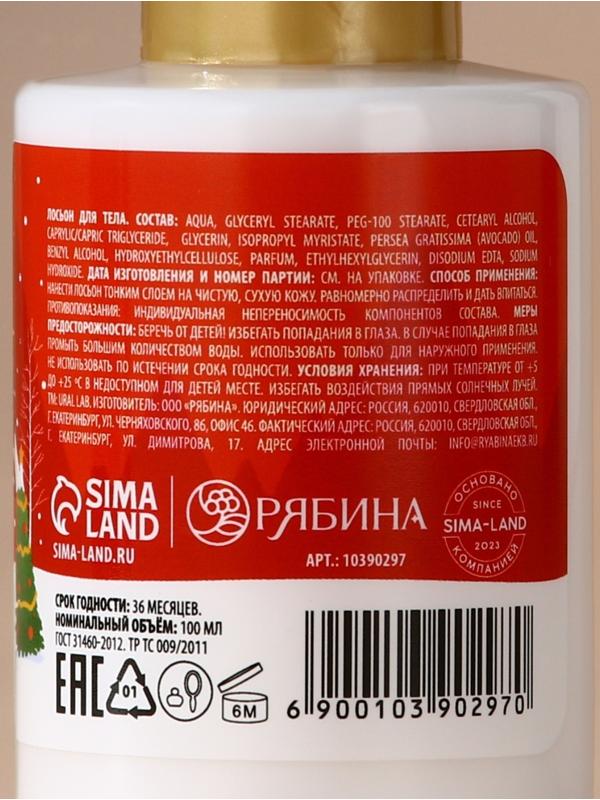 ЛОСЬОН ДЛЯ ТЕЛА. СОСТАВ: AQUA, GLYCERYL STEARATE, PEG-100 STEARATE, CETEARYL ALCOHOL,
CAPRYLIC/CAPRIC TRIGLYCERIDE, GLYCERIN, ISOPROPYL MYRISTATE, PERSEA GRATISSIMA (AVOCADO) OIL,
BENZYL ALCOHOL, HYDROXYETHYLCELLULOSE, PARFUM, ETHYLHEXYLGLYCERIN, DISODIUM EDTA, SODIUM
HYDROXIDE. ДАТА ИЗГОТОВЛЕНИЯ И НОМЕР ПАРТИИ: СМ. НА УПАКОВКЕ. СПОСОБ ПРИМЕНЕНИЯ:
НАНЕСТИ ЛОСЬОН ТОНКИМ СЛОЕМ НА ЧИСТУЮ, СУХУЮ КОЖУ. РАВНОМЕРНО РАСПРЕДЕЛИТЬ И ДАТЬ ВПИТАТЬСЯ.
ПРОТИВОПОКАЗАНИЯ: ИНДИВИДУАЛЬНАЯ НЕПЕРЕНОСИМОСТЬ КОМПОНЕНТОВ СОСТАВА. МЕРЫ
ПРЕДОСТОРОЖНОСТИ: БЕРЕЧЬ ОТ ДЕТЕЙ! ИЗБЕГАТЬ ПОПАДАНИЯ В ГЛАЗА. В СЛУЧАЕ ПОПАДАНИЯ В ГЛАЗА
ПРОМЫТЬ БОЛЬШИМ КОЛИЧЕСТВОМ ВОДЫ. ИСПОЛЬЗОВАТЬ ТОЛЬКО ДЛЯ НАРУЖНОГО ПРИМЕНЕНИЯ.
НЕ ИСПОЛЬЗОВАТЬ ПО ИСТЕЧЕНИИ СРОКА ГОДНОСТИ. УСЛОВИЯ ХРАНЕНИЯ: ПРИ ТЕМПЕРАТУРЕ ОТ +5
ДО +25 °С В НЕДОСТУПНОМ ДЛЯ ДЕТЕЙ МЕСТЕ. ИЗБЕГАТЬ ВОЗДЕЙСТВИЯ ПРЯМЫХ СОЛНЕЧНЫХ ЛУЧЕЙ.
ТМ: URAL LAB. ИЗГОТОВИТЕЛЬ: ООО «РЯБИНА». ЮРИДИЧЕСКИЙ АДРЕС: РОССИЯ, 620010, СВЕРДЛОВСКАЯ ОБЛ.,
Г. ЕКАТЕРИНБУРГ, УЛ. ЧЕРНЯХОВСКОГО, 86, ОФИС 46. ФАКТИЧЕСКИЙ АДРЕС: РОССИЯ, 620010, СВЕРДЛОВСКАЯ ОБЛ.,
Г. ЕКАТЕРИНБУРГ, УЛ. ДИМИТРОВА, 17. АДРЕС ЭЛЕКТРОННОЙ ПОЧТЫ: INFO@RYABINAEKB.RU
SIMA
LAND
SIMA-LAND.RU
РЯБИНА
АРТ.: 10390297
ОСНОВАНО
SINCE
SIMA-LAND
2023
КОМПАНИЕЙ
СРОК ГОДНОСТИ: 36 МЕСЯЦЕВ.
НОМИНАЛЬНЫЙ ОБЪЁМ: 100 МЛ
ГОСТ 31460-2012. ТР ТС 009/2011
ЕАС
01
6M
6 900103 902970